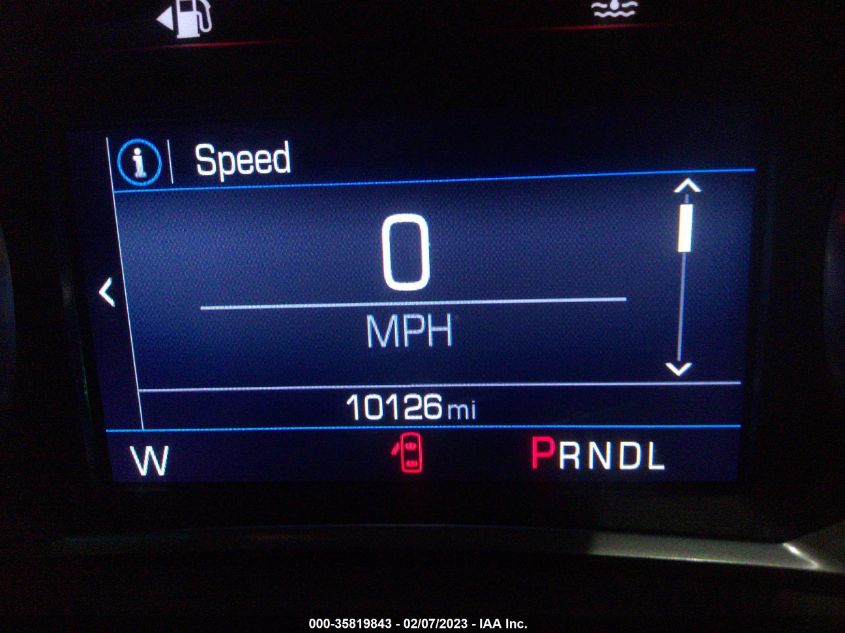 Speed
0
MPH
10126 mi
W PRNDL
000-35819843 - 02/07/2023 - IAA Inc.